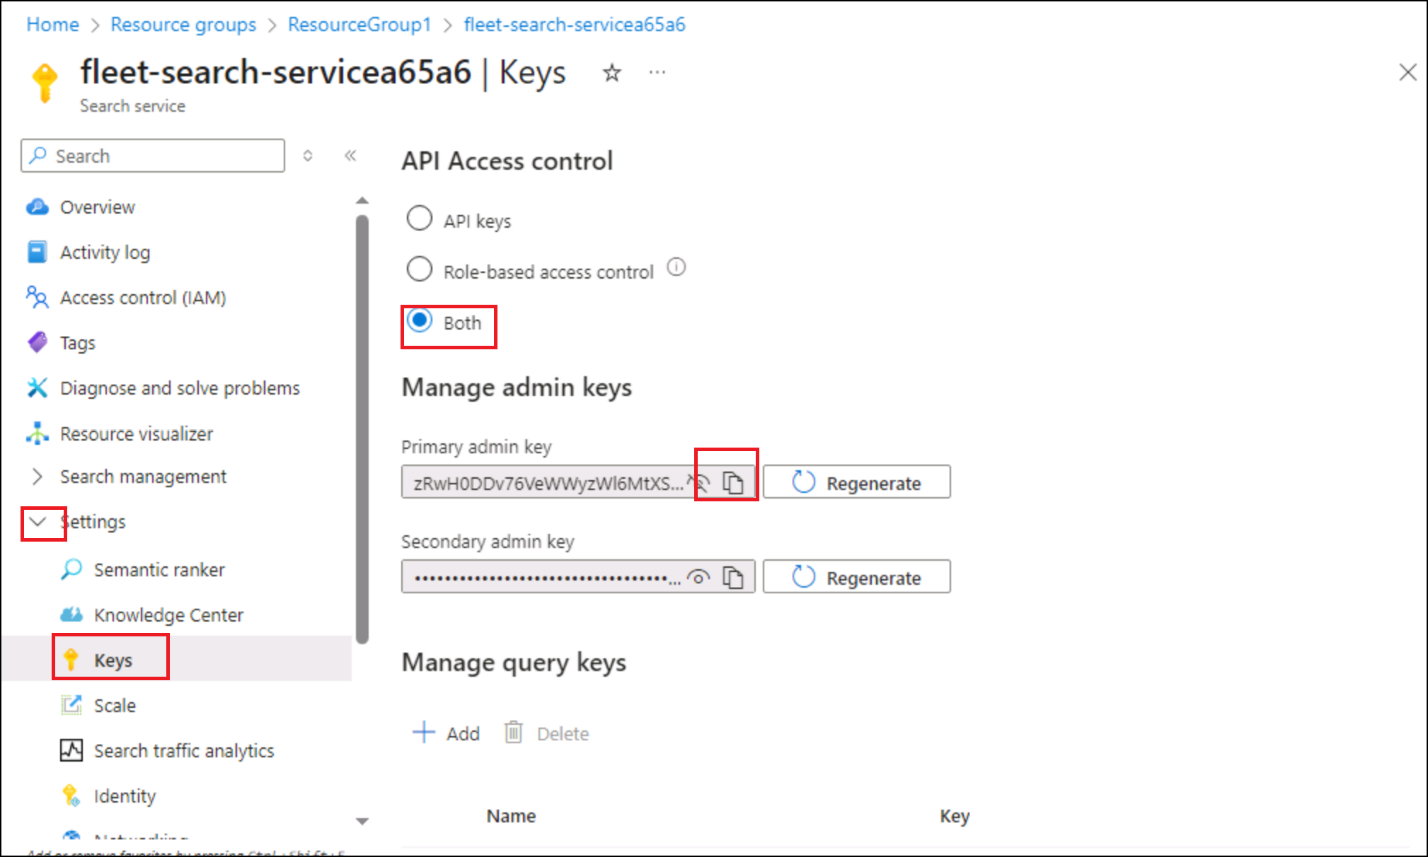 Home > Resource groups > ResourceGroup1 > fleet-search-servicea65a6
fleet-search-servicea65a6 | Keys
Search service
Search
Overview
Activity log
Access control (IAM)
Tags
Diagnose and solve problems
Resource visualizer
Search management
Settings
Semantic ranker
Knowledge Center
Keys
Scale
Search traffic analytics
Identity
Networking
Add or remove favorites by pressing Ctrl+Shift+F
API Access control
API keys
Role-based access control
Both
Manage admin keys
Primary admin key
zRwH0DDv76VeWWyzWl6MtXS...
Regenerate
Secondary admin key
Regenerate
Manage query keys
Add Delete
Name Key